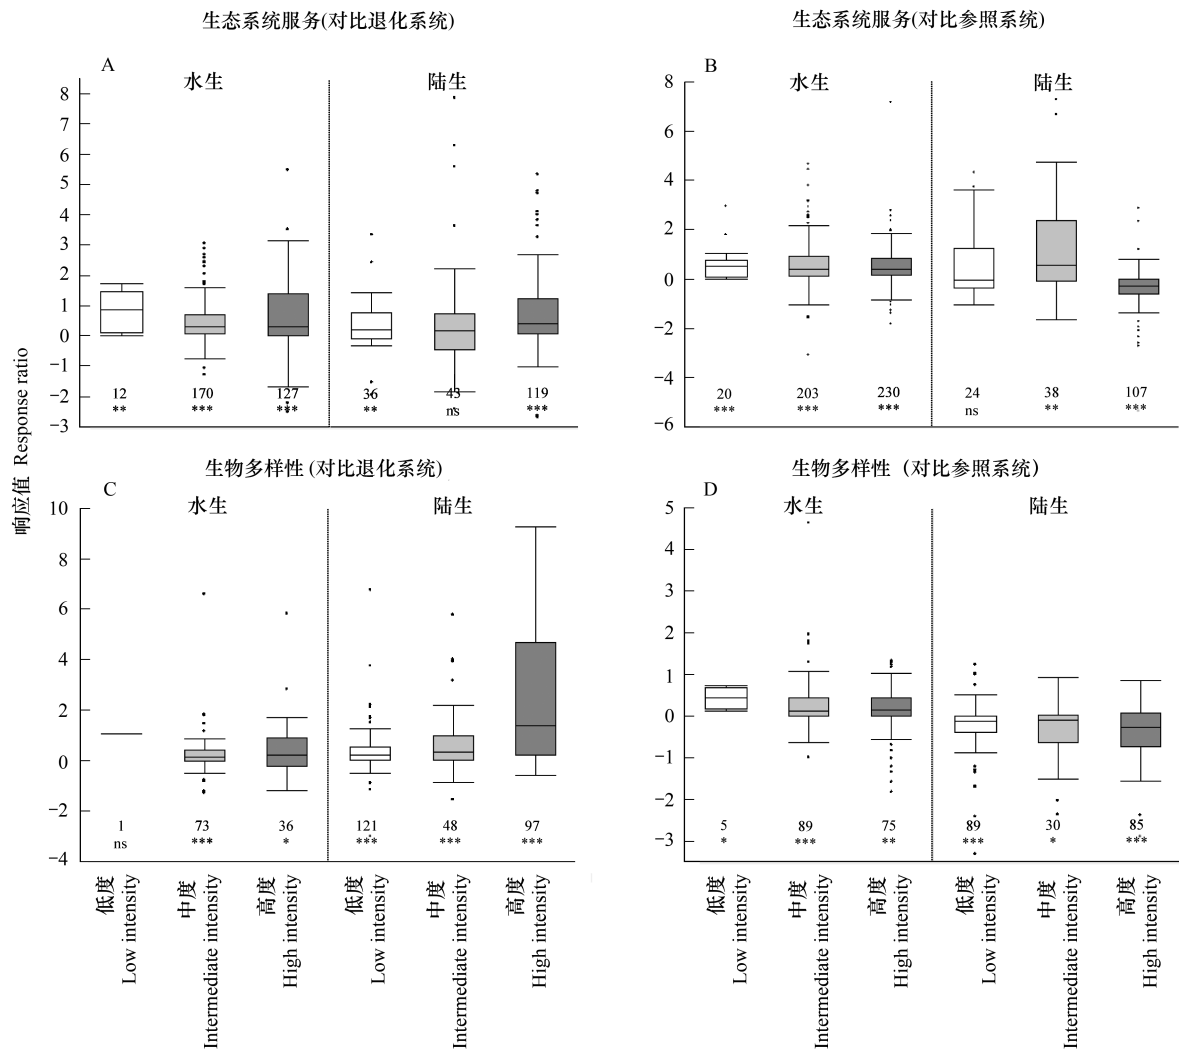 生态系统服务(对比退化系统)
生态系统服务(对比参照系统)
A
水生
陆生
8
7
6
5
4
3
2
1
0
−1
−2
−3
12
170
127
36
43
119
**
***
***
**
ns
***
B
水生
陆生
8
6
4
2
0
−2
−4
−6
20
203
230
24
38
107
***
***
***
ns
**
***
响应值 Response ratio
生物多样性 (对比退化系统)
生物多样性（对比参照系统）
C
水生
陆生
10
8
6
4
2
0
−2
−4
1
73
36
121
48
97
ns
***
*
***
***
***
D
水生
陆生
5
4
3
2
1
0
−1
−2
−3
5
89
75
89
30
85
*
***
**
***
*
***
低度
Low intensity
中度
Intermediate intensity
高度
High intensity
低度
Low intensity
中度
Intermediate intensity
高度
High intensity
低度
Low intensity
中度
Intermediate intensity
高度
High intensity
低度
Low intensity
中度
Intermediate intensity
高度
High intensity